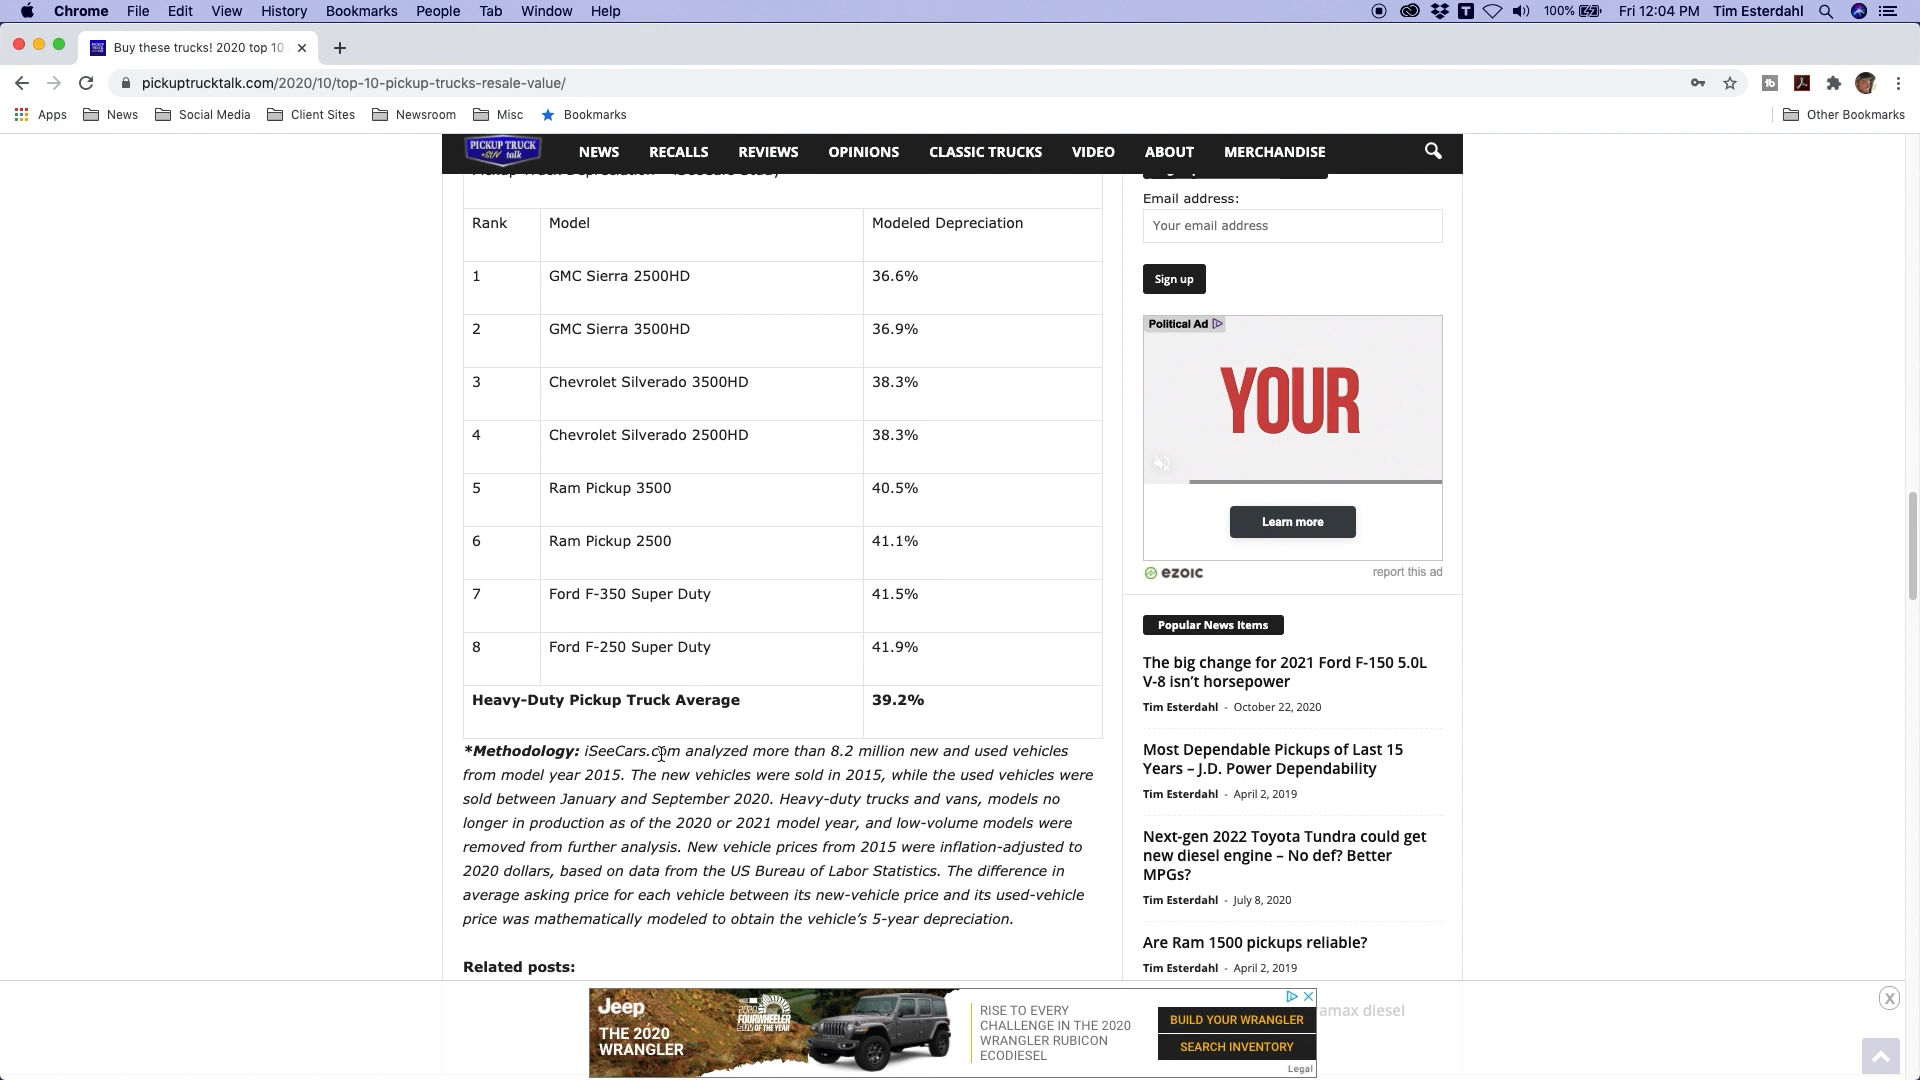 Chrome File Edit View History Bookmarks People Tab Window Help 100% Fri 12:04 PM Tim Esterdahl
Buy these trucks! 2020 top 10
pickuptrucktalk.com/2020/10/top-10-pickup-trucks-resale-value/
Apps News Social Media Client Sites Newsroom Misc Bookmarks Other Bookmarks
PICKUP TRUCK +SUV talk NEWS RECALLS REVIEWS OPINIONS CLASSIC TRUCKS VIDEO ABOUT MERCHANDISE
Pickup Truck Depreciation – iSeeCars Study
Rank Model Modeled Depreciation
1 GMC Sierra 2500HD 36.6%
2 GMC Sierra 3500HD 36.9%
3 Chevrolet Silverado 3500HD 38.3%
4 Chevrolet Silverado 2500HD 38.3%
5 Ram Pickup 3500 40.5%
6 Ram Pickup 2500 41.1%
7 Ford F-350 Super Duty 41.5%
8 Ford F-250 Super Duty 41.9%
Heavy-Duty Pickup Truck Average 39.2%
*Methodology: iSeeCars.com analyzed more than 8.2 million new and used vehicles
from model year 2015. The new vehicles were sold in 2015, while the used vehicles were
sold between January and September 2020. Heavy-duty trucks and vans, models no
longer in production as of the 2020 or 2021 model year, and low-volume models were
removed from further analysis. New vehicle prices from 2015 were inflation-adjusted to
2020 dollars, based on data from the US Bureau of Labor Statistics. The difference in
average asking price for each vehicle between its new-vehicle price and its used-vehicle
price was mathematically modeled to obtain the vehicle’s 5-year depreciation.
Related posts:
Email address:
Your email address
Sign up
Political Ad
YOUR
Learn more
ezoic report this ad
Popular News Items
The big change for 2021 Ford F-150 5.0L
V-8 isn’t horsepower
Tim Esterdahl - October 22, 2020
Most Dependable Pickups of Last 15
Years – J.D. Power Dependability
Tim Esterdahl - April 2, 2019
Next-gen 2022 Toyota Tundra could get
new diesel engine – No def? Better
MPGs?
Tim Esterdahl - July 8, 2020
Are Ram 1500 pickups reliable?
Tim Esterdahl - April 2, 2019
ramax diesel
Jeep
THE 2020
WRANGLER
2020
FOURWHEELER
SUV OF THE YEAR
RISE TO EVERY
CHALLENGE IN THE 2020
WRANGLER RUBICON
ECODIESEL
BUILD YOUR WRANGLER
SEARCH INVENTORY
Legal
X